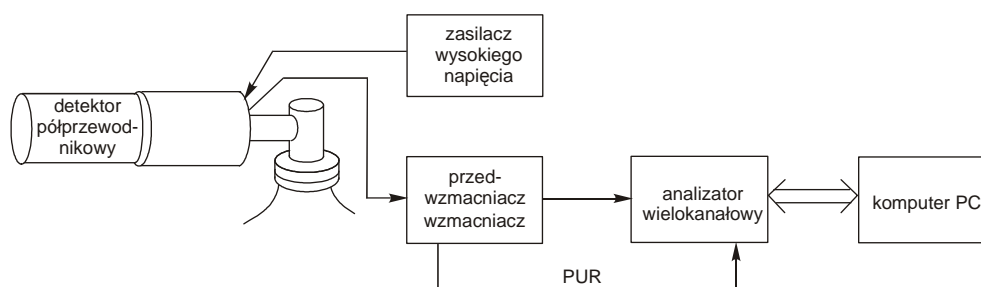 zasilacz
wysokiego
napięcia
detektor
półprzewod-
nikowy
przed-
wzmacniacz
wzmacniacz
analizator
wielokanałowy
komputer PC
PUR